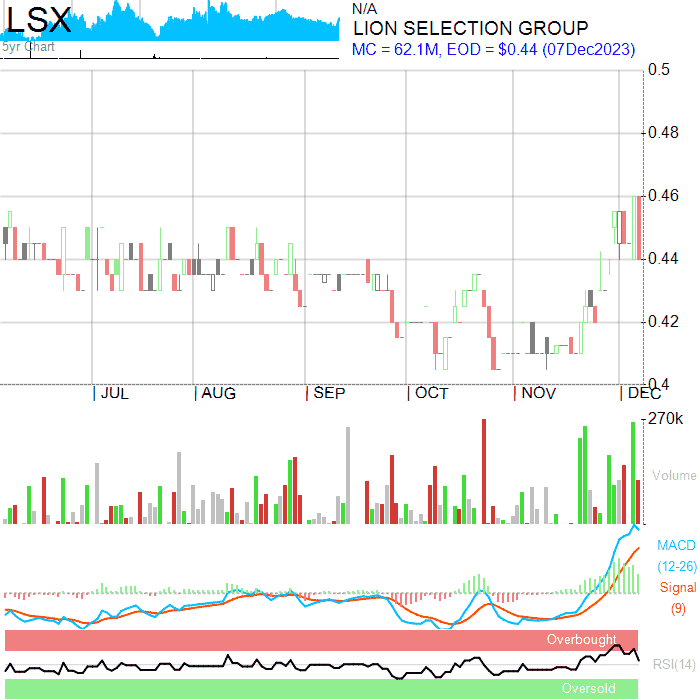 LSX
5yr Chart
N/A
LION SELECTION GROUP
MC = 62.1M, EOD = $0.44 (07Dec2023)
0.5
0.48
0.46
0.44
0.42
0.4
JUL AUG SEP OCT NOV DEC
270k
Volume
MACD
(12-26)
Signal
(9)
Overbought
RSI(14)
Oversold